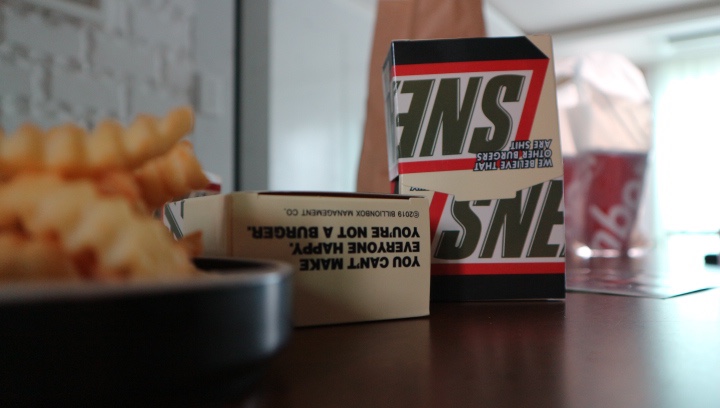 YOU CAN'T MAKE
EVERYONE HAPPY.
YOU'RE NOT A BURGER.
©2019 BILLIONBOX MANAGEMENT CO.
SNE
WE BELIEVE THAT
OTHER BURGERS
ARE SHIT
SNE